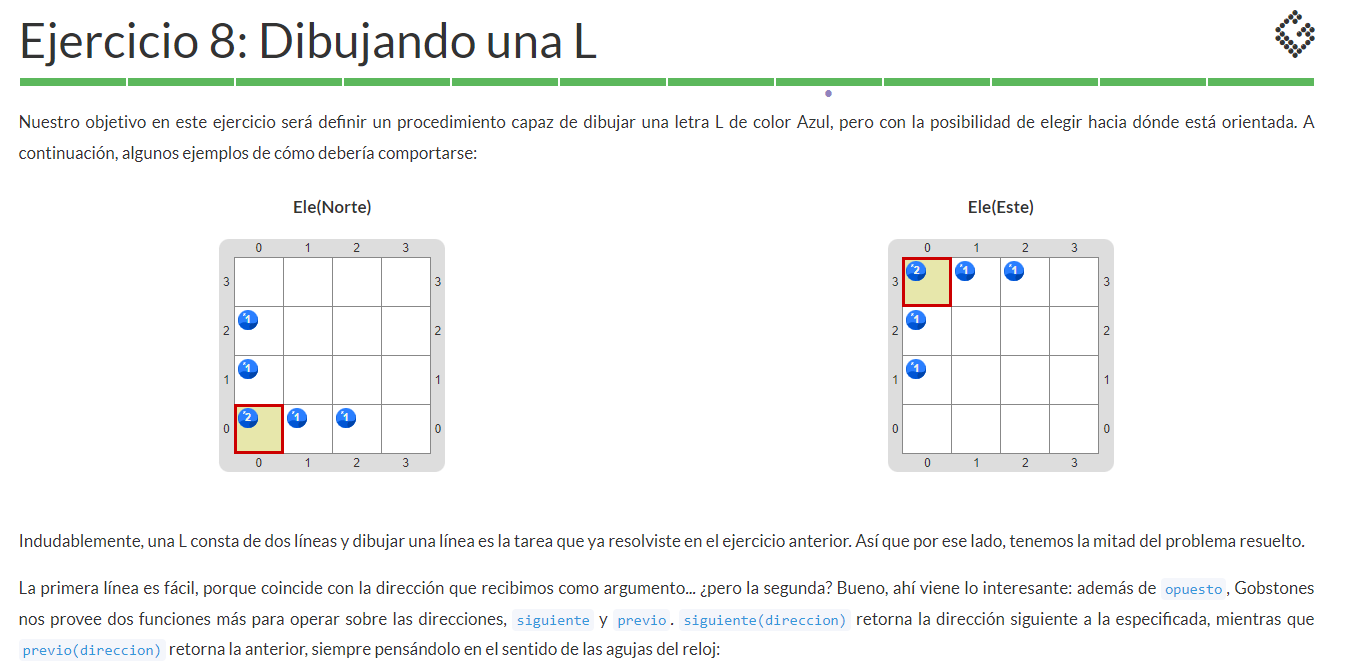 Ejercicio 8: Dibujando una L
Nuestro objetivo en este ejercicio será definir un procedimiento capaz de dibujar una letra L de color Azul, pero con la posibilidad de elegir hacia dónde está orientada. A
continuación, algunos ejemplos de cómo debería comportarse:
Ele(Norte)
0 1 2 3
3 3
2 1 2
1 1 1
0 2 1 1 0
0 1 2 3
Ele(Este)
0 1 2 3
3 2 1 1 3
2 1 2
1 1 1
0 0
0 1 2 3
Indudablemente, una L consta de dos líneas y dibujar una línea es la tarea que ya resolviste en el ejercicio anterior. Así que por ese lado, tenemos la mitad del problema resuelto.
La primera línea es fácil, porque coincide con la dirección que recibimos como argumento... ¿pero la segunda? Bueno, ahí viene lo interesante: además de opuesto, Gobstones
nos provee dos funciones más para operar sobre las direcciones, siguiente y previo. siguiente(direccion) retorna la dirección siguiente a la especificada, mientras que
previo(direccion) retorna la anterior, siempre pensándolo en el sentido de las agujas del reloj: